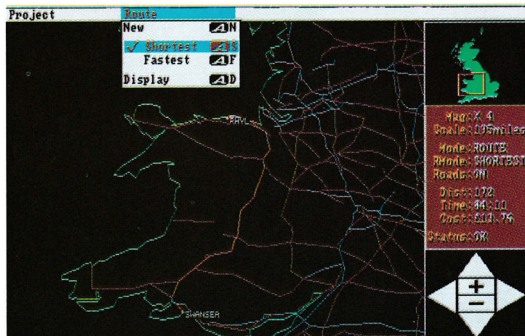 Project Route
New A N
✓ Shortest A S
Fastest A F
Display A D
RHYL
SWANSEA
Mag:X 4
Scale:195miles
Mode:ROUTE
RMode:SHORTEST
Roads:ON
Dist:172
Time:04:11
Cost:£13.76
Status:OK
+
−